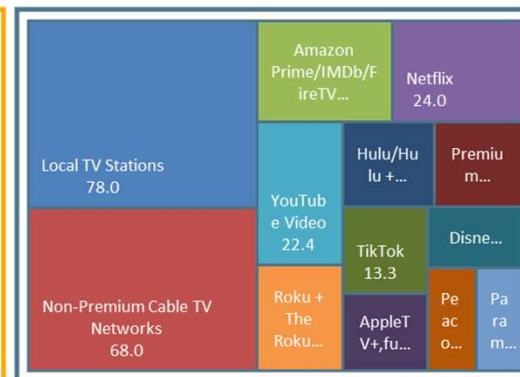 Local TV Stations
78.0
Non-Premium Cable TV
Networks
68.0
Amazon
Prime/IMDb/F
ireTV...
Netflix
24.0
YouTub
e Video
22.4
Hulu/Hu
lu +...
Premiu
m...
TikTok
13.3
Disne...
Roku +
The
Roku...
AppleT
V+,fu...
Pe
ac
o...
Pa
ra
m...